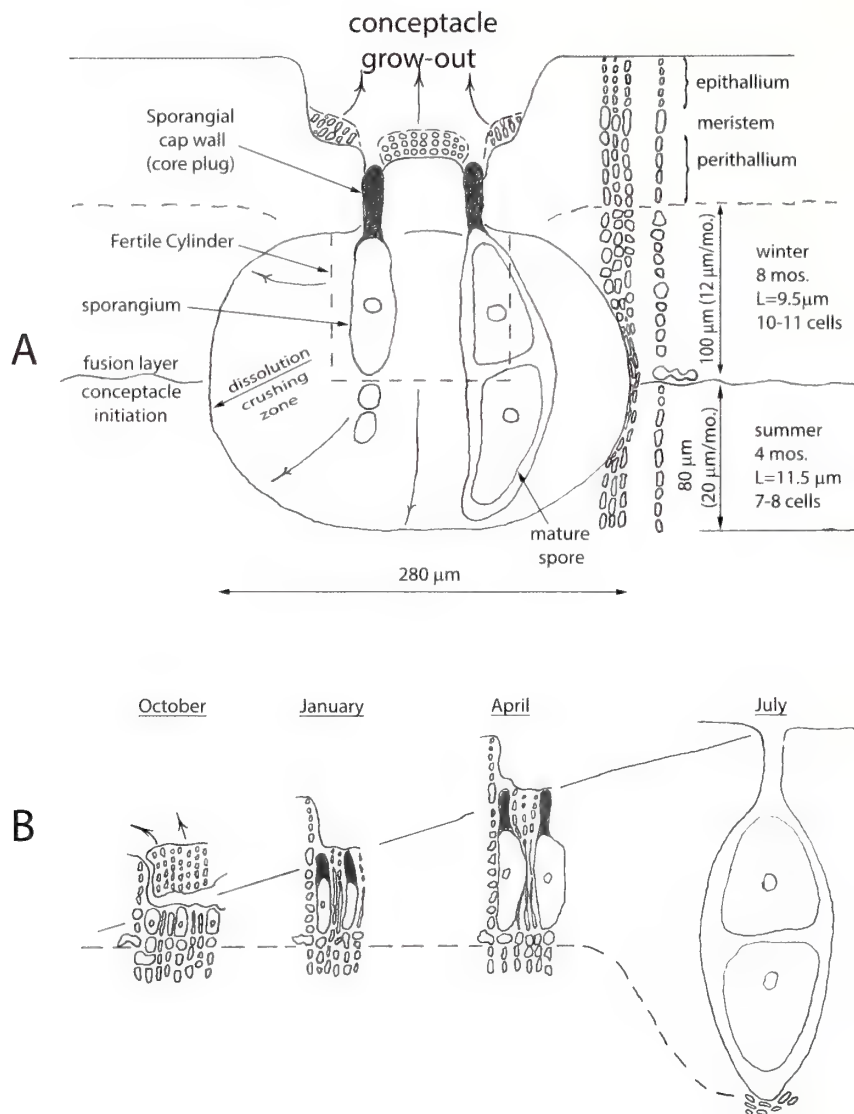 conceptacle
grow-out
Sporangial
cap wall
(core plug)
Fertile Cylinder
sporangium
A
fusion layer
conceptacle
initiation
dissolution
crushing
zone
mature
spore
280 µm
epithallium
meristem
perithallium
100 µm (12 µm/mo.)
winter
8 mos.
L=9.5µm
10-11 cells
80 µm
(20 µm/mo.)
summer
4 mos.
L=11.5 µm
7-8 cells
October
January
April
July
B